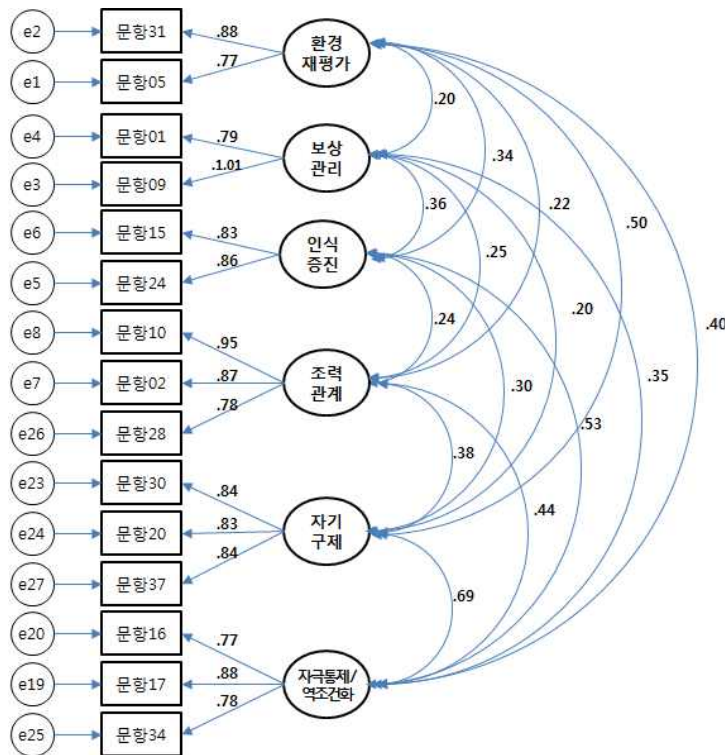 e2 문항31 .88 환경
재평가
e1 문항05 .77
.20
e4 문항01 .79 보상
관리
.34
e3 문항09 .1.01
.36 .22 .50
e6 문항15 .83 인식
증진
.25
e5 문항24 .86
.24 .20 .40
e8 문항10 .95
조력
관계
e7 문항02 .87
.30 .35
e26 문항28 .78
.53
.38
e23 문항30 .84
.44
e24 문항20 .83 자기
구제
e27 문항37 .84
.69
e20 문항16 .77
e19 문항17 .88 자극통제/
역조건화
e25 문항34 .78